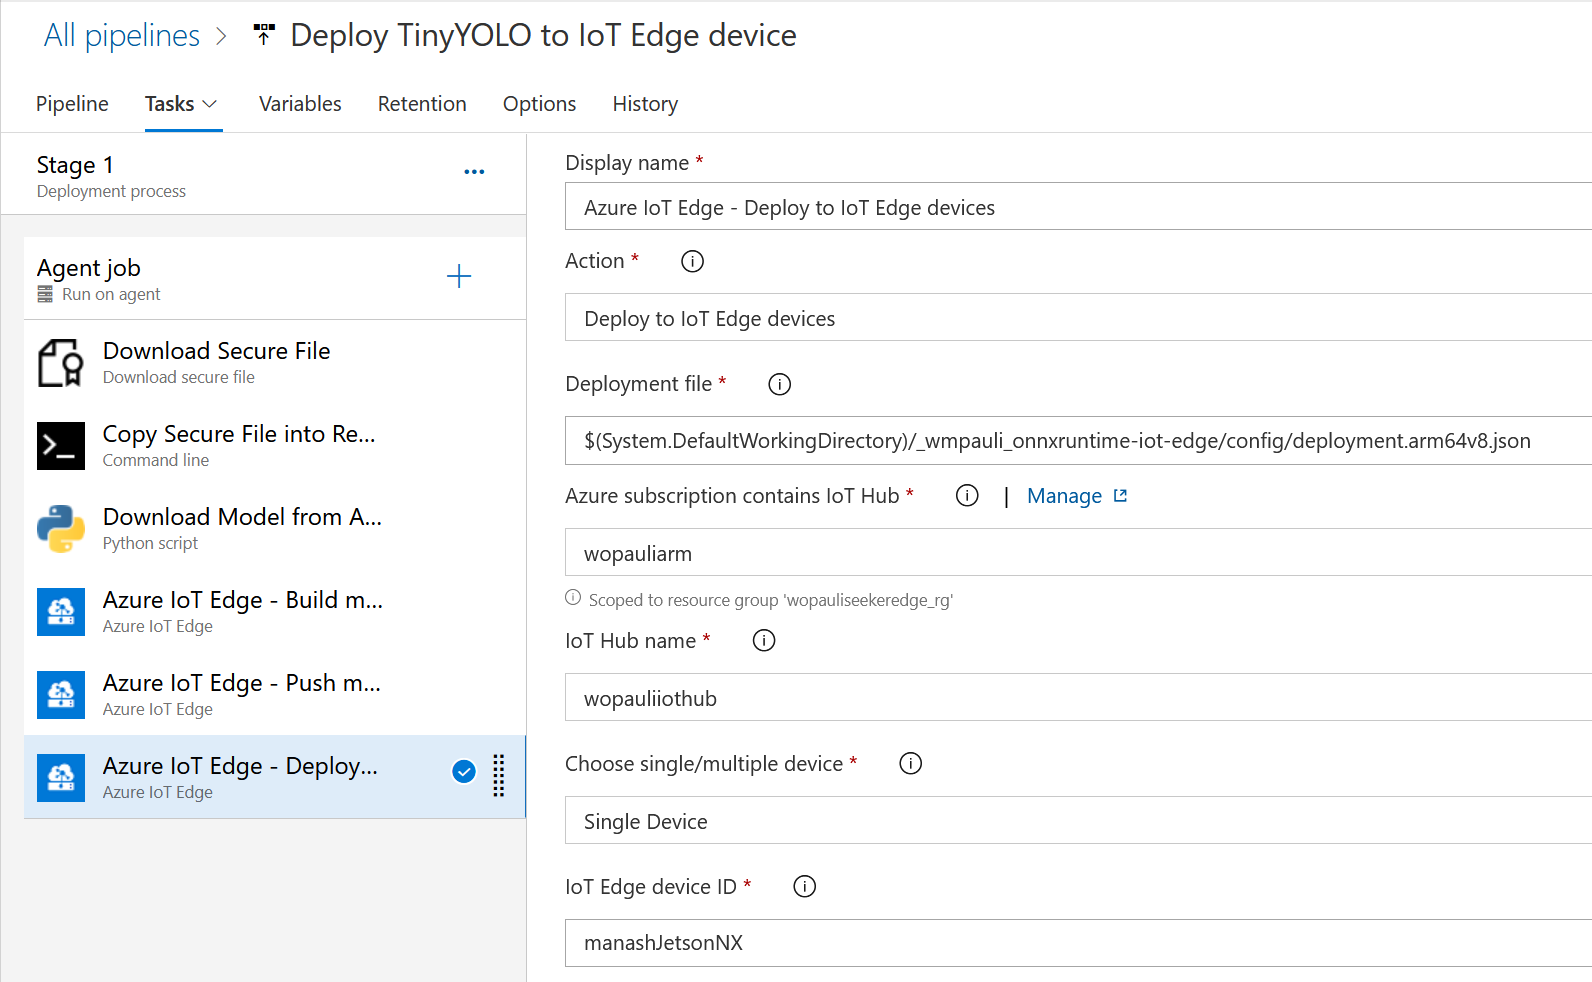 All pipelines > Deploy TinyYOLO to IoT Edge device
Pipeline Tasks Variables Retention Options History
Stage 1
Deployment process
...
Agent job
Run on agent
Download Secure File
Download secure file
Copy Secure File into Re...
Command line
Download Model from A...
Python script
Azure IoT Edge - Build m...
Azure IoT Edge
Azure IoT Edge - Push m...
Azure IoT Edge
Azure IoT Edge - Deploy...
Azure IoT Edge
Display name *
Azure IoT Edge - Deploy to IoT Edge devices
Action *
Deploy to IoT Edge devices
Deployment file *
$(System.DefaultWorkingDirectory)/_wmpauli_onnxruntime-iot-edge/config/deployment.arm64v8.json
Azure subscription contains IoT Hub * | Manage
wopauliarm
Scoped to resource group 'wopauliseekeredge_rg'
IoT Hub name *
wopauliiothub
Choose single/multiple device *
Single Device
IoT Edge device ID *
manashJetsonNX